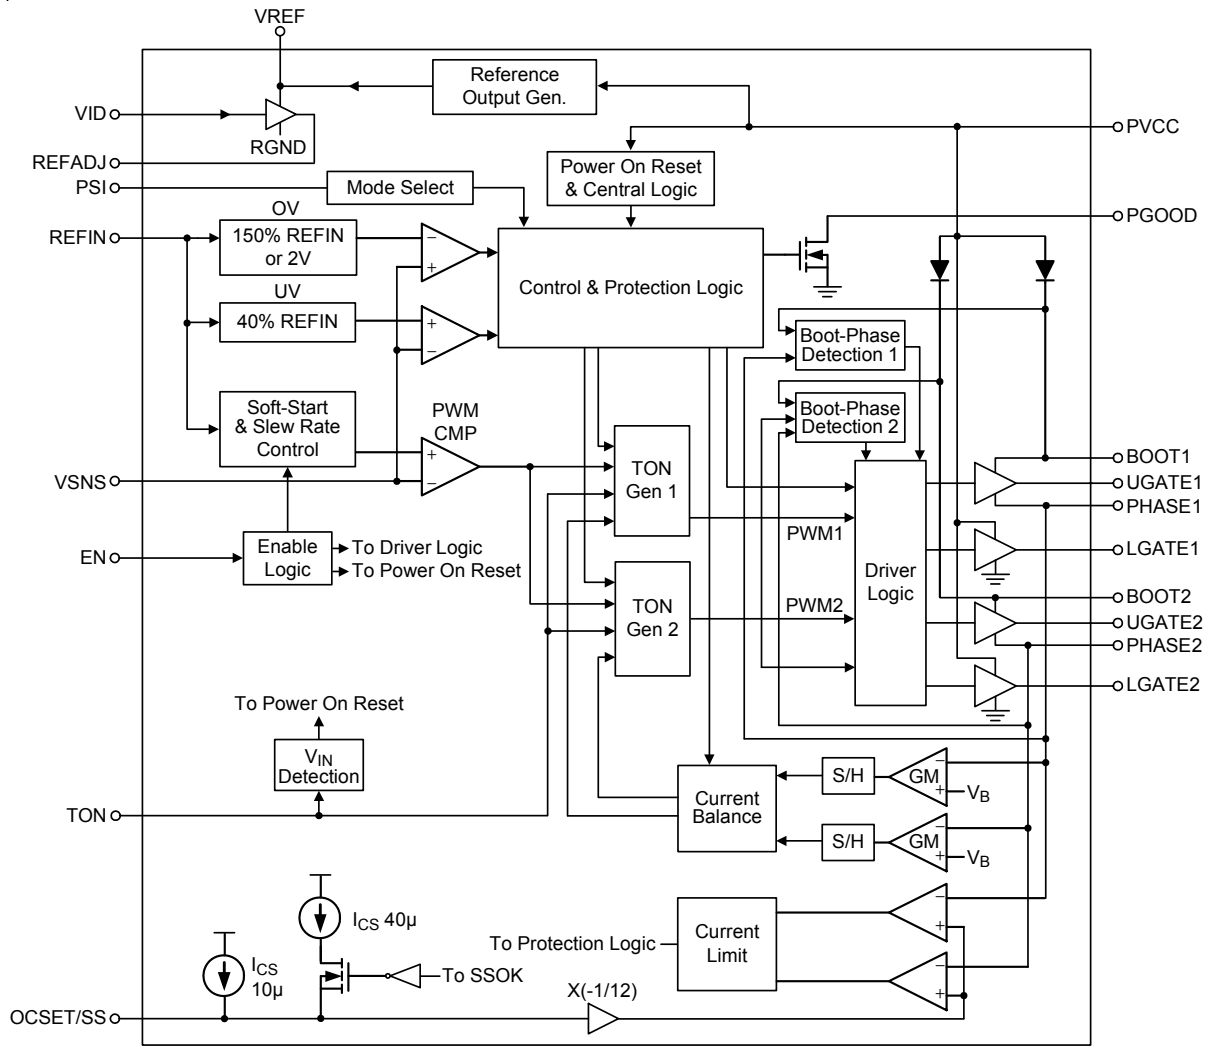 VREF
Reference
Output Gen.
VID
RGND
REFADJ
PVCC
Power On Reset
& Central Logic
PSI
Mode Select
OV
PGOOD
REFIN
150% REFIN
or 2V
−
+
Control & Protection Logic
UV
40% REFIN
+
−
Boot-Phase
Detection 1
Soft-Start
& Slew Rate
Control
PWM
CMP
+
−
Boot-Phase
Detection 2
VSNS
TON
Gen 1
BOOT1
UGATE1
PHASE1
EN
Enable
Logic
To Driver Logic
To Power On Reset
PWM1
Driver
Logic
LGATE1
TON
Gen 2
PWM2
BOOT2
UGATE2
PHASE2
LGATE2
To Power On Reset
VIN
Detection
TON
Current
Balance
S/H
GM
−
+
VB
S/H
GM
−
+
VB
ICS 40µ
ICS
10µ
To SSOK
To Protection Logic
Current
Limit
−
+
−
+
X(-1/12)
OCSET/SS